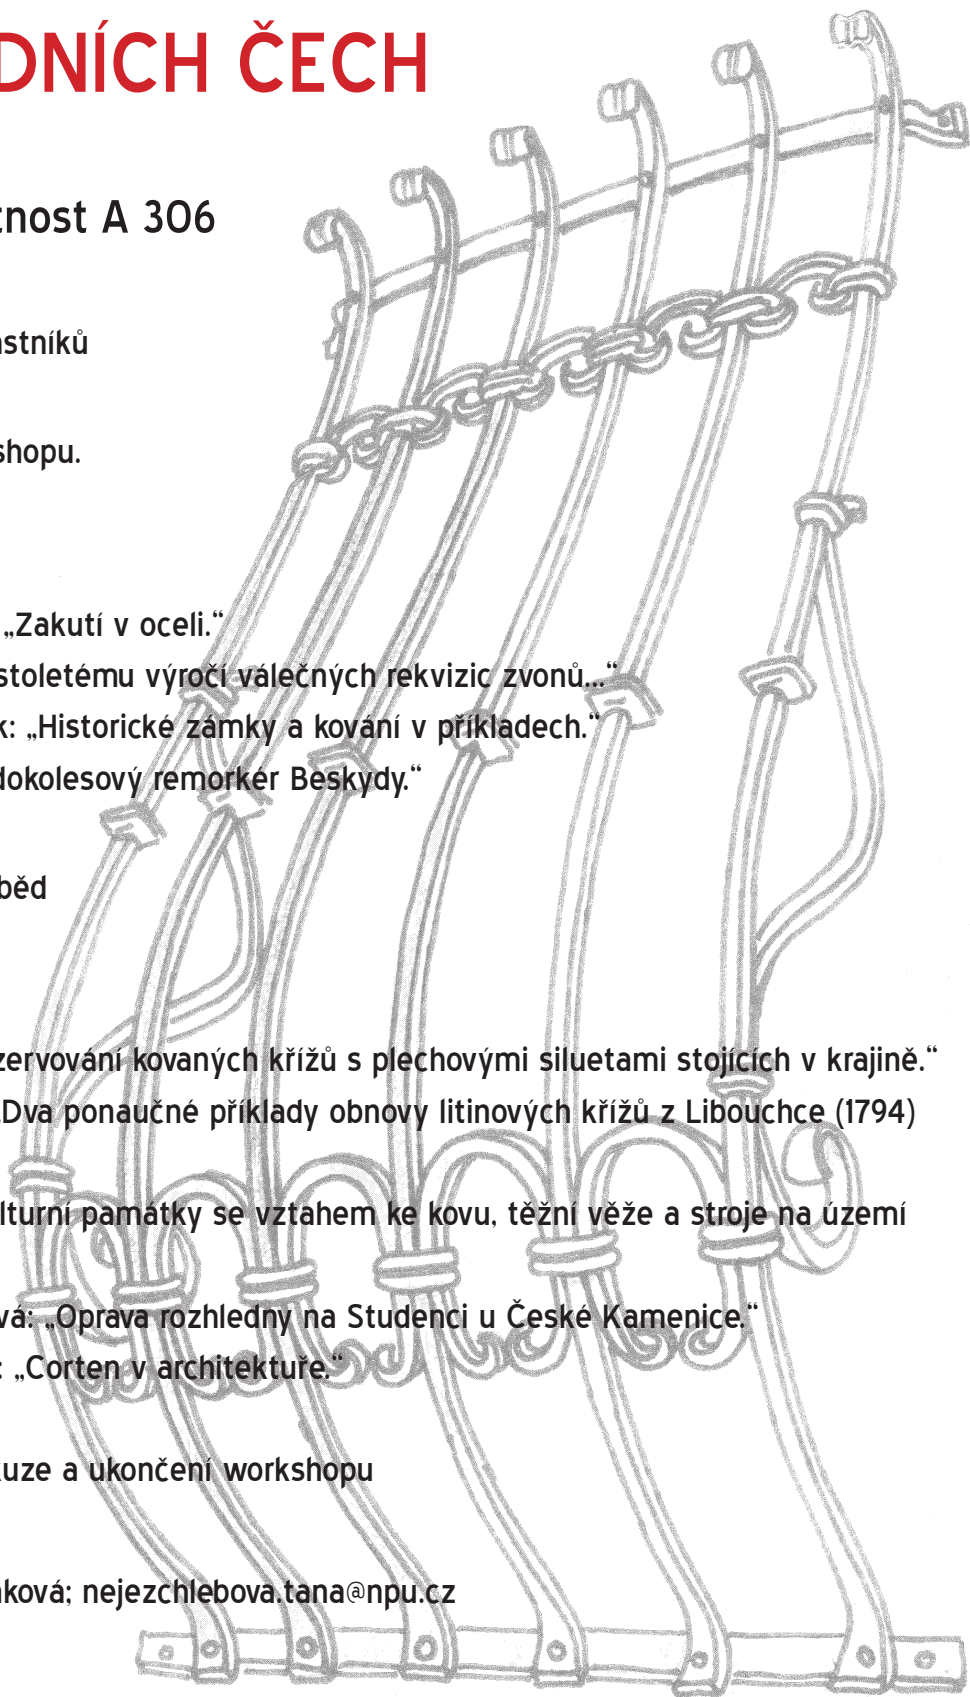 DNÍCH ČECH
tnost A 306
astníků
shopu.
„Zakutí v oceli.“
stoletému výročí válečných rekvizic zvonů...“
k: „Historické zámky a kování v příkladech.“
dokolesový remorkér Beskydy.“
běd
zervování kovaných křížů s plechovými siluetami stojících v krajině.“
„Dva ponaučné příklady obnovy litinových křížů z Libouchce (1794)
lturní památky se vztahem ke kovu, těžní věže a stroje na území
vá: „Oprava rozhledny na Studenci u České Kamenice.“
: „Corten v architektuře.“
kuze a ukončení workshopu
aková; nejezchlebova.tana@npu.cz